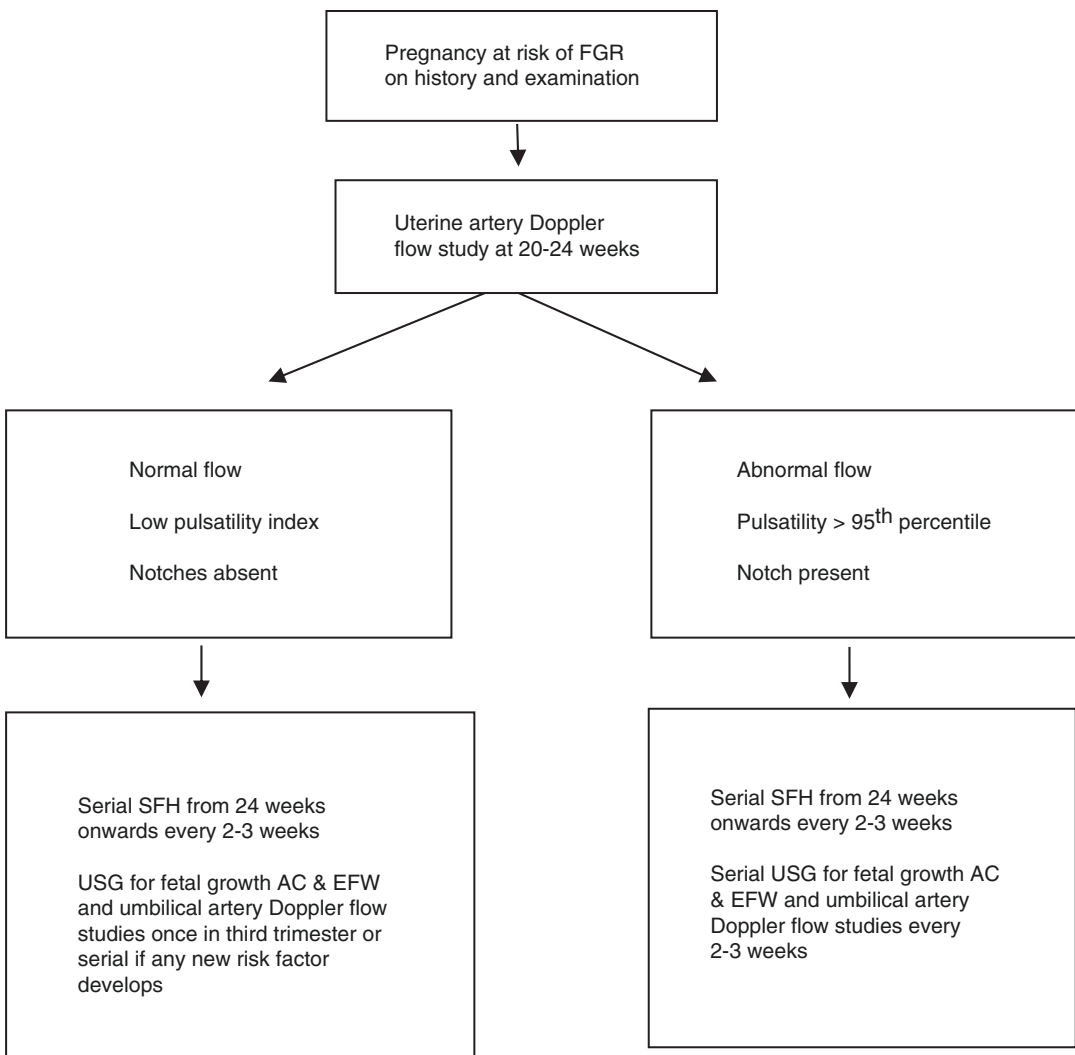 Pregnancy at risk of FGR
on history and examination
Uterine artery Doppler
flow study at 20-24 weeks
Normal flow
Low pulsatility index
Notches absent
Abnormal flow
Pulsatility > 95th percentile
Notch present
Serial SFH from 24 weeks
onwards every 2-3 weeks
USG for fetal growth AC & EFW
and umbilical artery Doppler flow
studies once in third trimester or
serial if any new risk factor
develops
Serial SFH from 24 weeks
onwards every 2-3 weeks
Serial USG for fetal growth AC
& EFW and umbilical artery
Doppler flow studies every
2-3 weeks